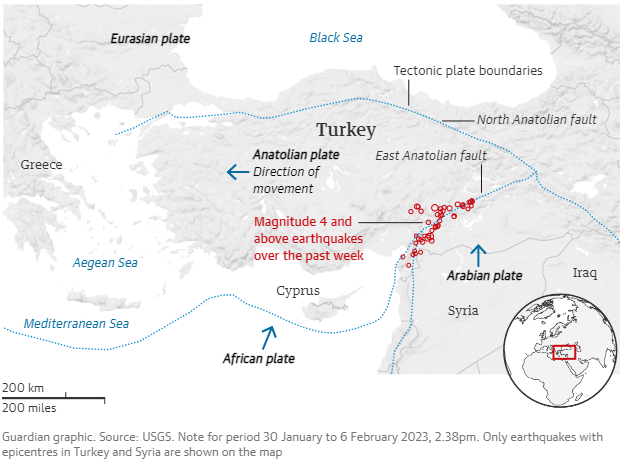 Eurasian plate
Black Sea
Tectonic plate boundaries
North Anatolian fault
Turkey
Anatolian plate
Direction of
movement
East Anatolian fault
Greece
Magnitude 4 and
above earthquakes
over the past week
Aegean Sea
Arabian plate
Iraq
Cyprus
Syria
Mediterranean Sea
African plate
200 km
200 miles
Guardian graphic. Source: USGS. Note for period 30 January to 6 February 2023, 2.38pm. Only earthquakes with
epicentres in Turkey and Syria are shown on the map